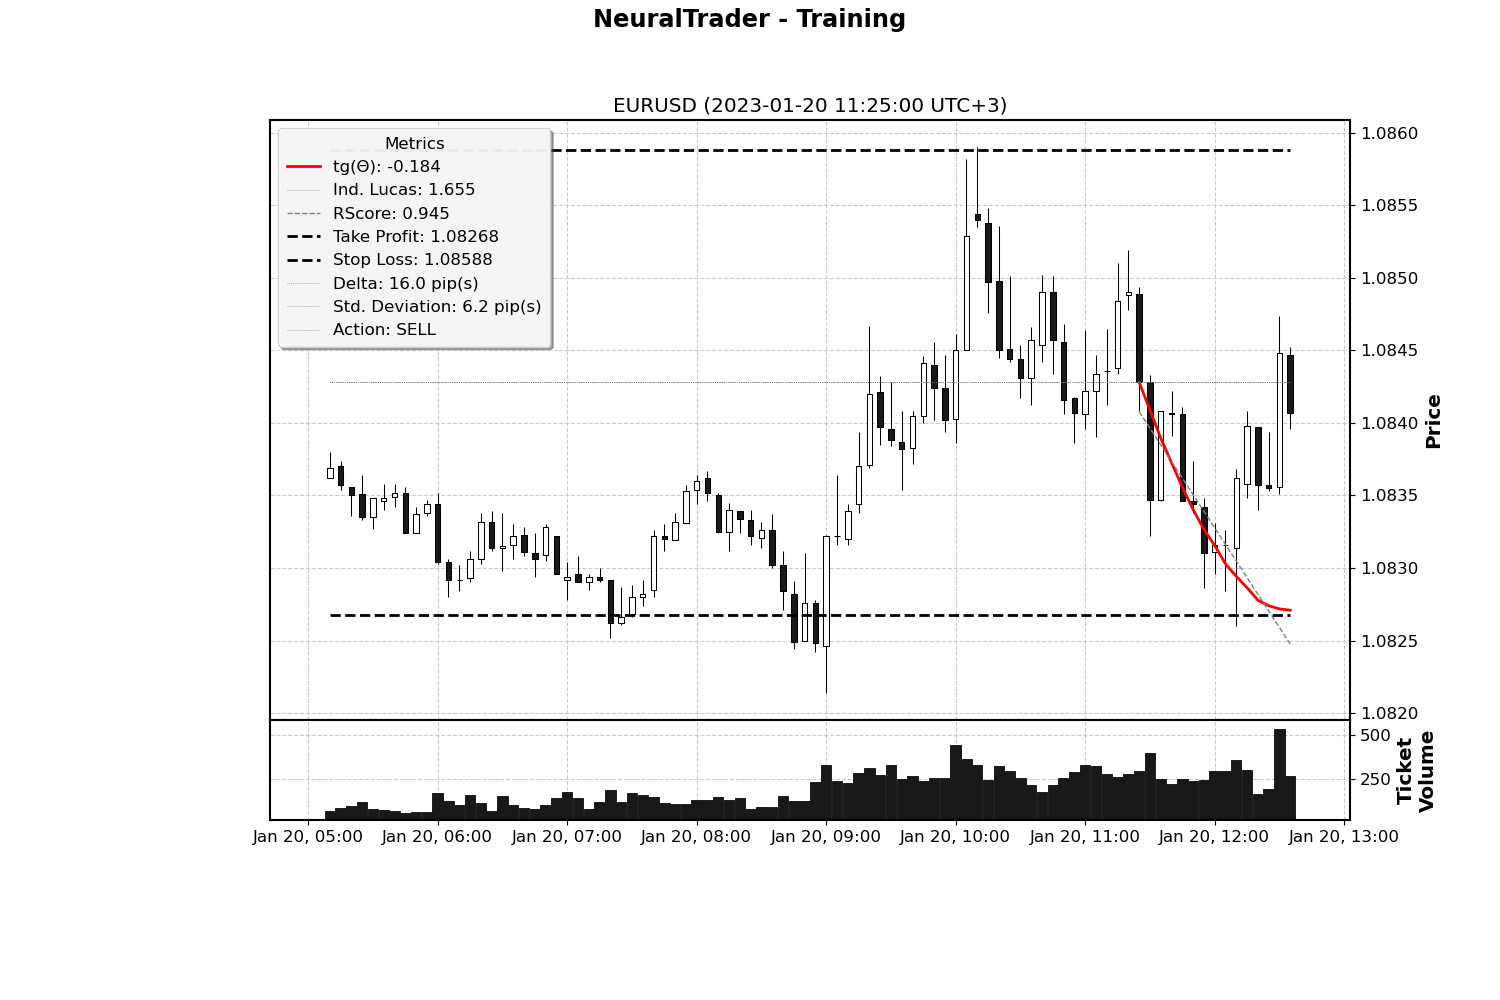 NeuralTrader - Training
EURUSD (2023-01-20 11:25:00 UTC+3)
Metrics
tg(Θ): -0.184
Ind. Lucas: 1.655
RScore: 0.945
Take Profit: 1.08268
Stop Loss: 1.08588
Delta: 16.0 pip(s)
Std. Deviation: 6.2 pip(s)
Action: SELL
1.0860
1.0855
1.0850
1.0845
1.0840
1.0835
1.0830
1.0825
1.0820
Price
500
250
Ticket
Volume
Jan 20, 05:00
Jan 20, 06:00
Jan 20, 07:00
Jan 20, 08:00
Jan 20, 09:00
Jan 20, 10:00
Jan 20, 11:00
Jan 20, 12:00
Jan 20, 13:00